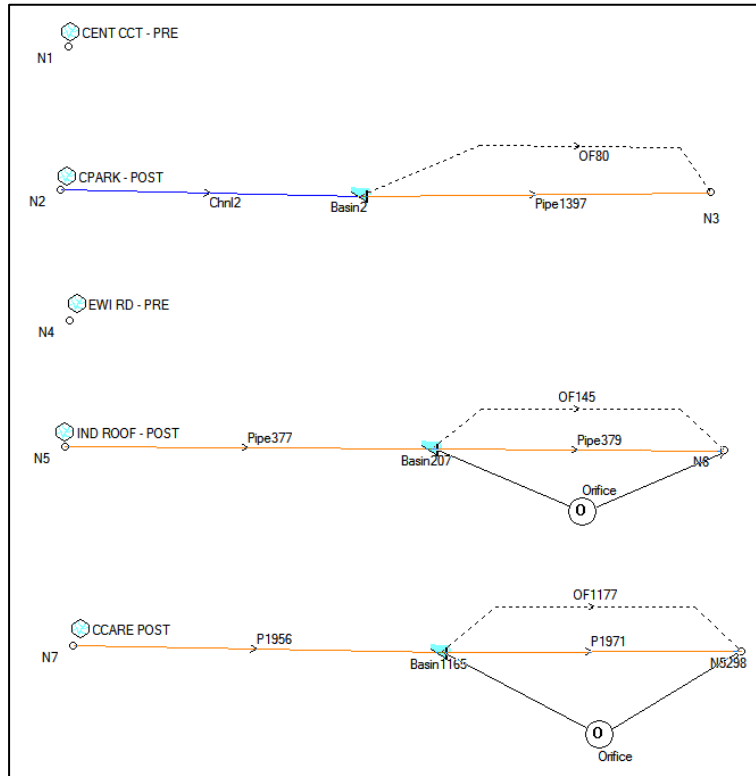 CENT CCT - PRE
N1
CPARK - POST
OF80
N2
Chnl2
Basin2
Pipe1397
N3
EWI RD - PRE
N4
OF145
IND ROOF - POST
Pipe377
Pipe379
N5
Basin207
N6
Orifice
O
OF1177
CCARE POST
P1956
P1971
N7
Basin1165
N5298
O
Orifice